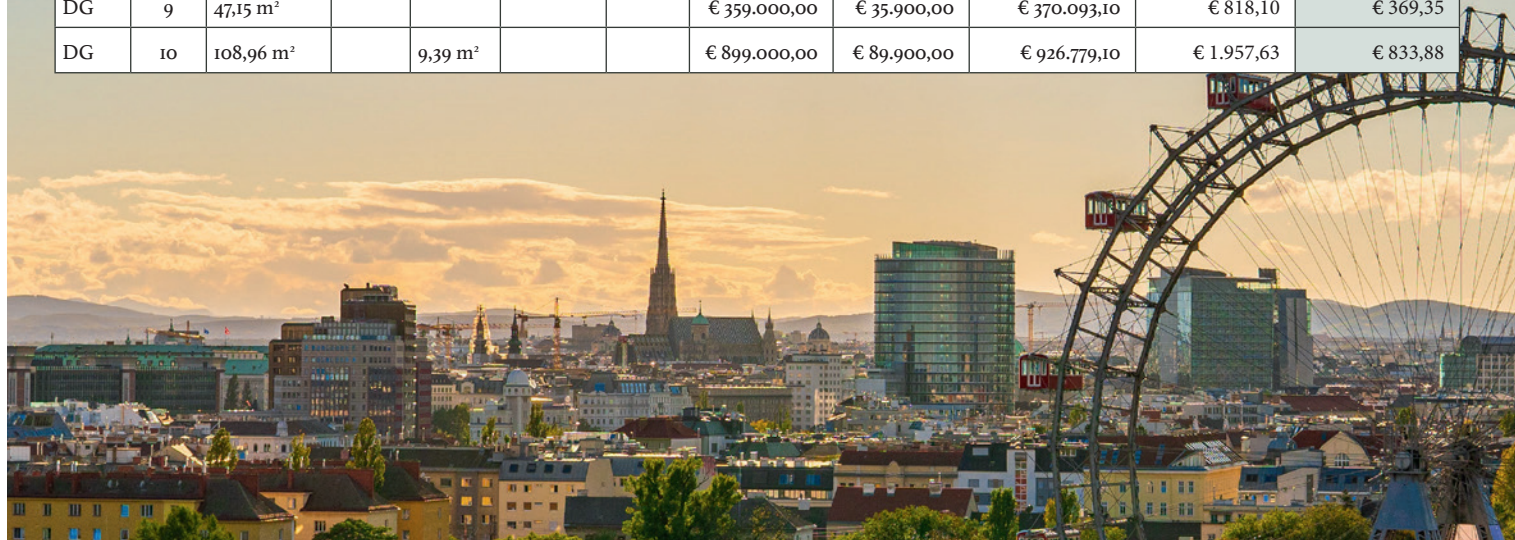 DG 9 47,15 m² € 359.000,00 € 35.900,00 € 370.093,10 € 818,10 € 369,35
DG 10 108,96 m² 9,39 m² € 899.000,00 € 89.900,00 € 926.779,10 € 1.957,63 € 833,88